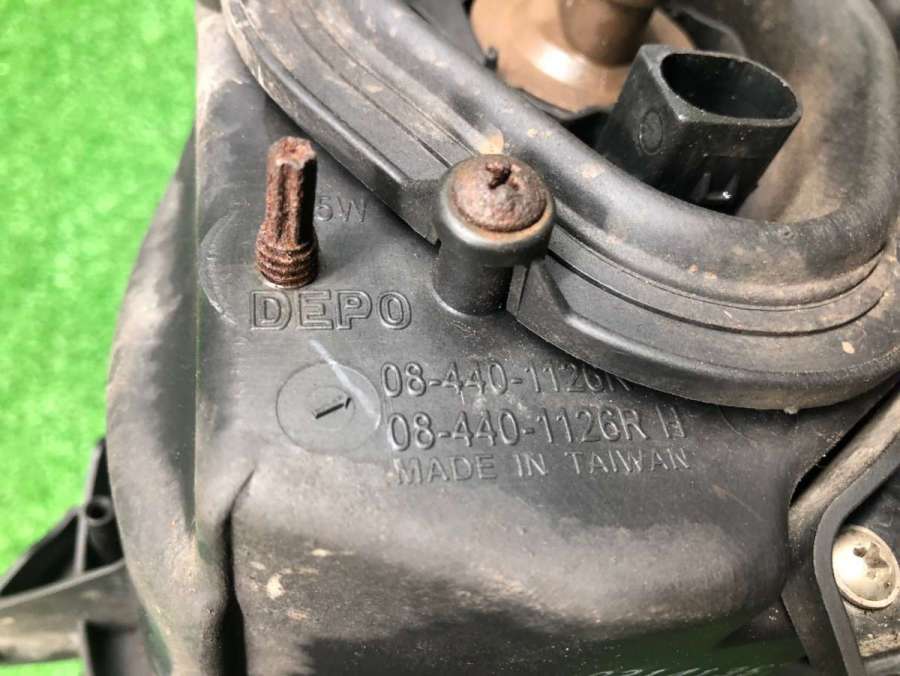 5W
DEPO
08-440-1126R
08-440-1126R H
MADE IN TAIWAN